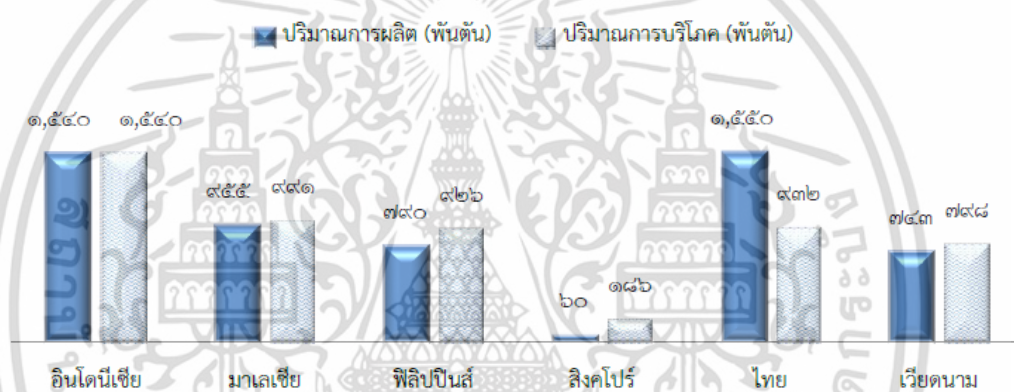 ปริมาณการผลิต (พันตัน) ปริมาณการบริโภค (พันตัน)
๑,๕๔๐ ๑,๕๔๐ ๑,๕๕๐
๙๕๕ ๙๙๑ ๗๙๐ ๙๒๖ ๙๓๒ ๗๔๓ ๗๙๘
๖๐ ๑๘๖
อินโดนีเซีย มาเลเซีย ฟิลิปปินส์ สิงคโปร์ ไทย เวียดนาม